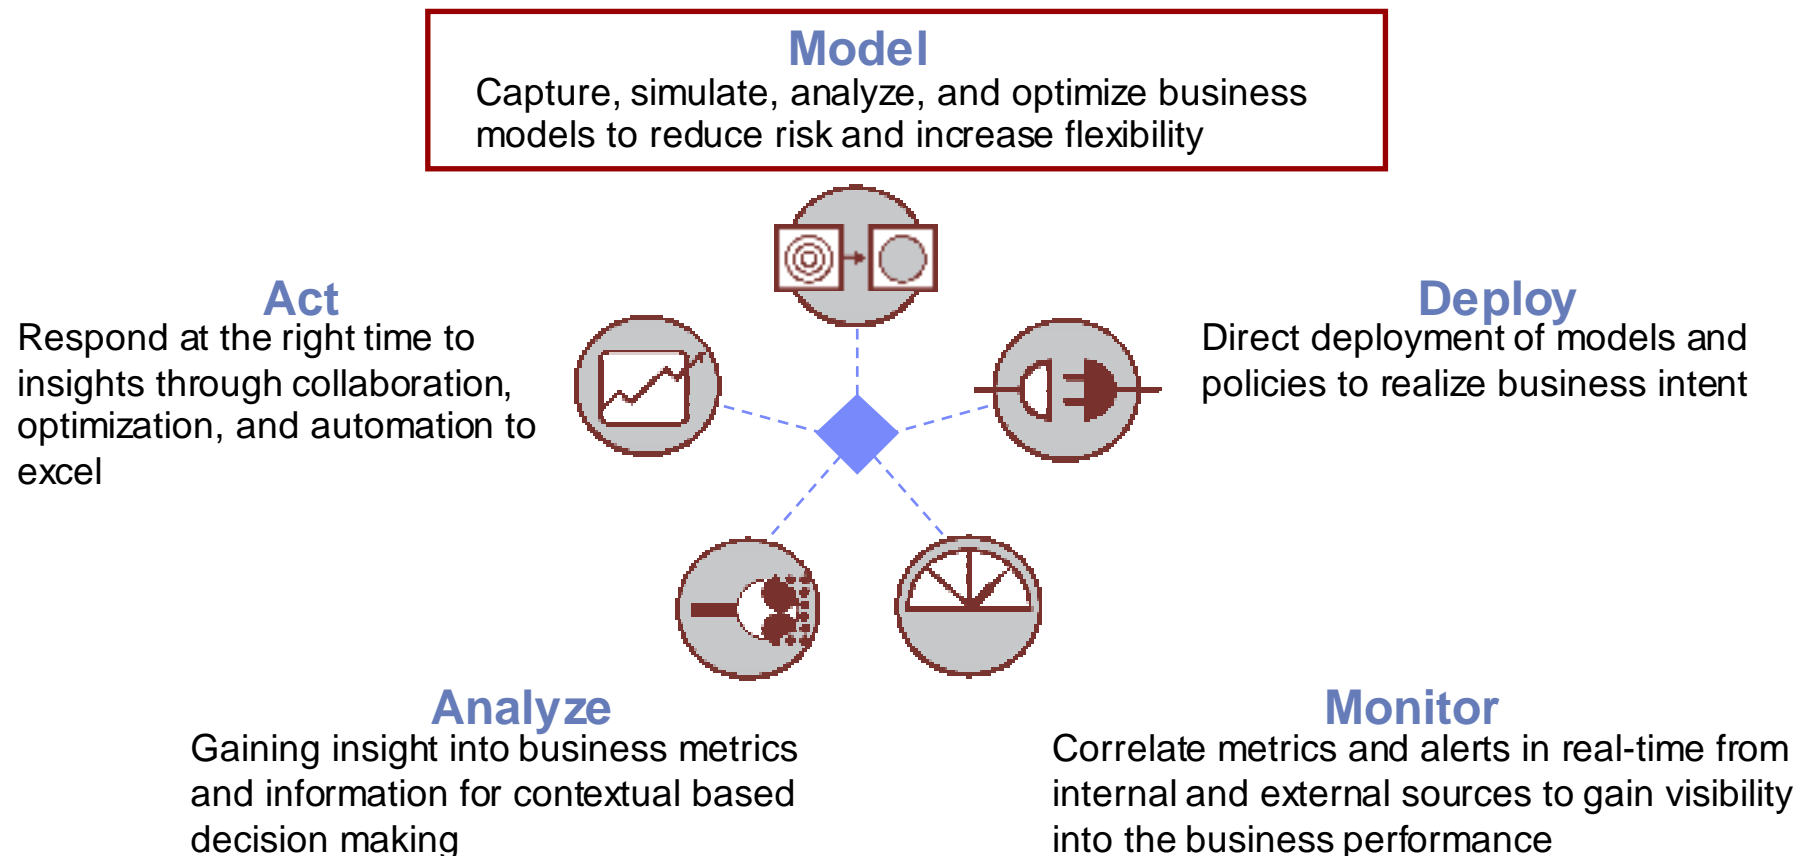 Model
Capture, simulate, analyze, and optimize business
models to reduce risk and increase flexibility
Act
Respond at the right time to
insights through collaboration,
optimization, and automation to
excel
Deploy
Direct deployment of models and
policies to realize business intent
Analyze
Gaining insight into business metrics
and information for contextual based
decision making
Monitor
Correlate metrics and alerts in real-time from
internal and external sources to gain visibility
into the business performance